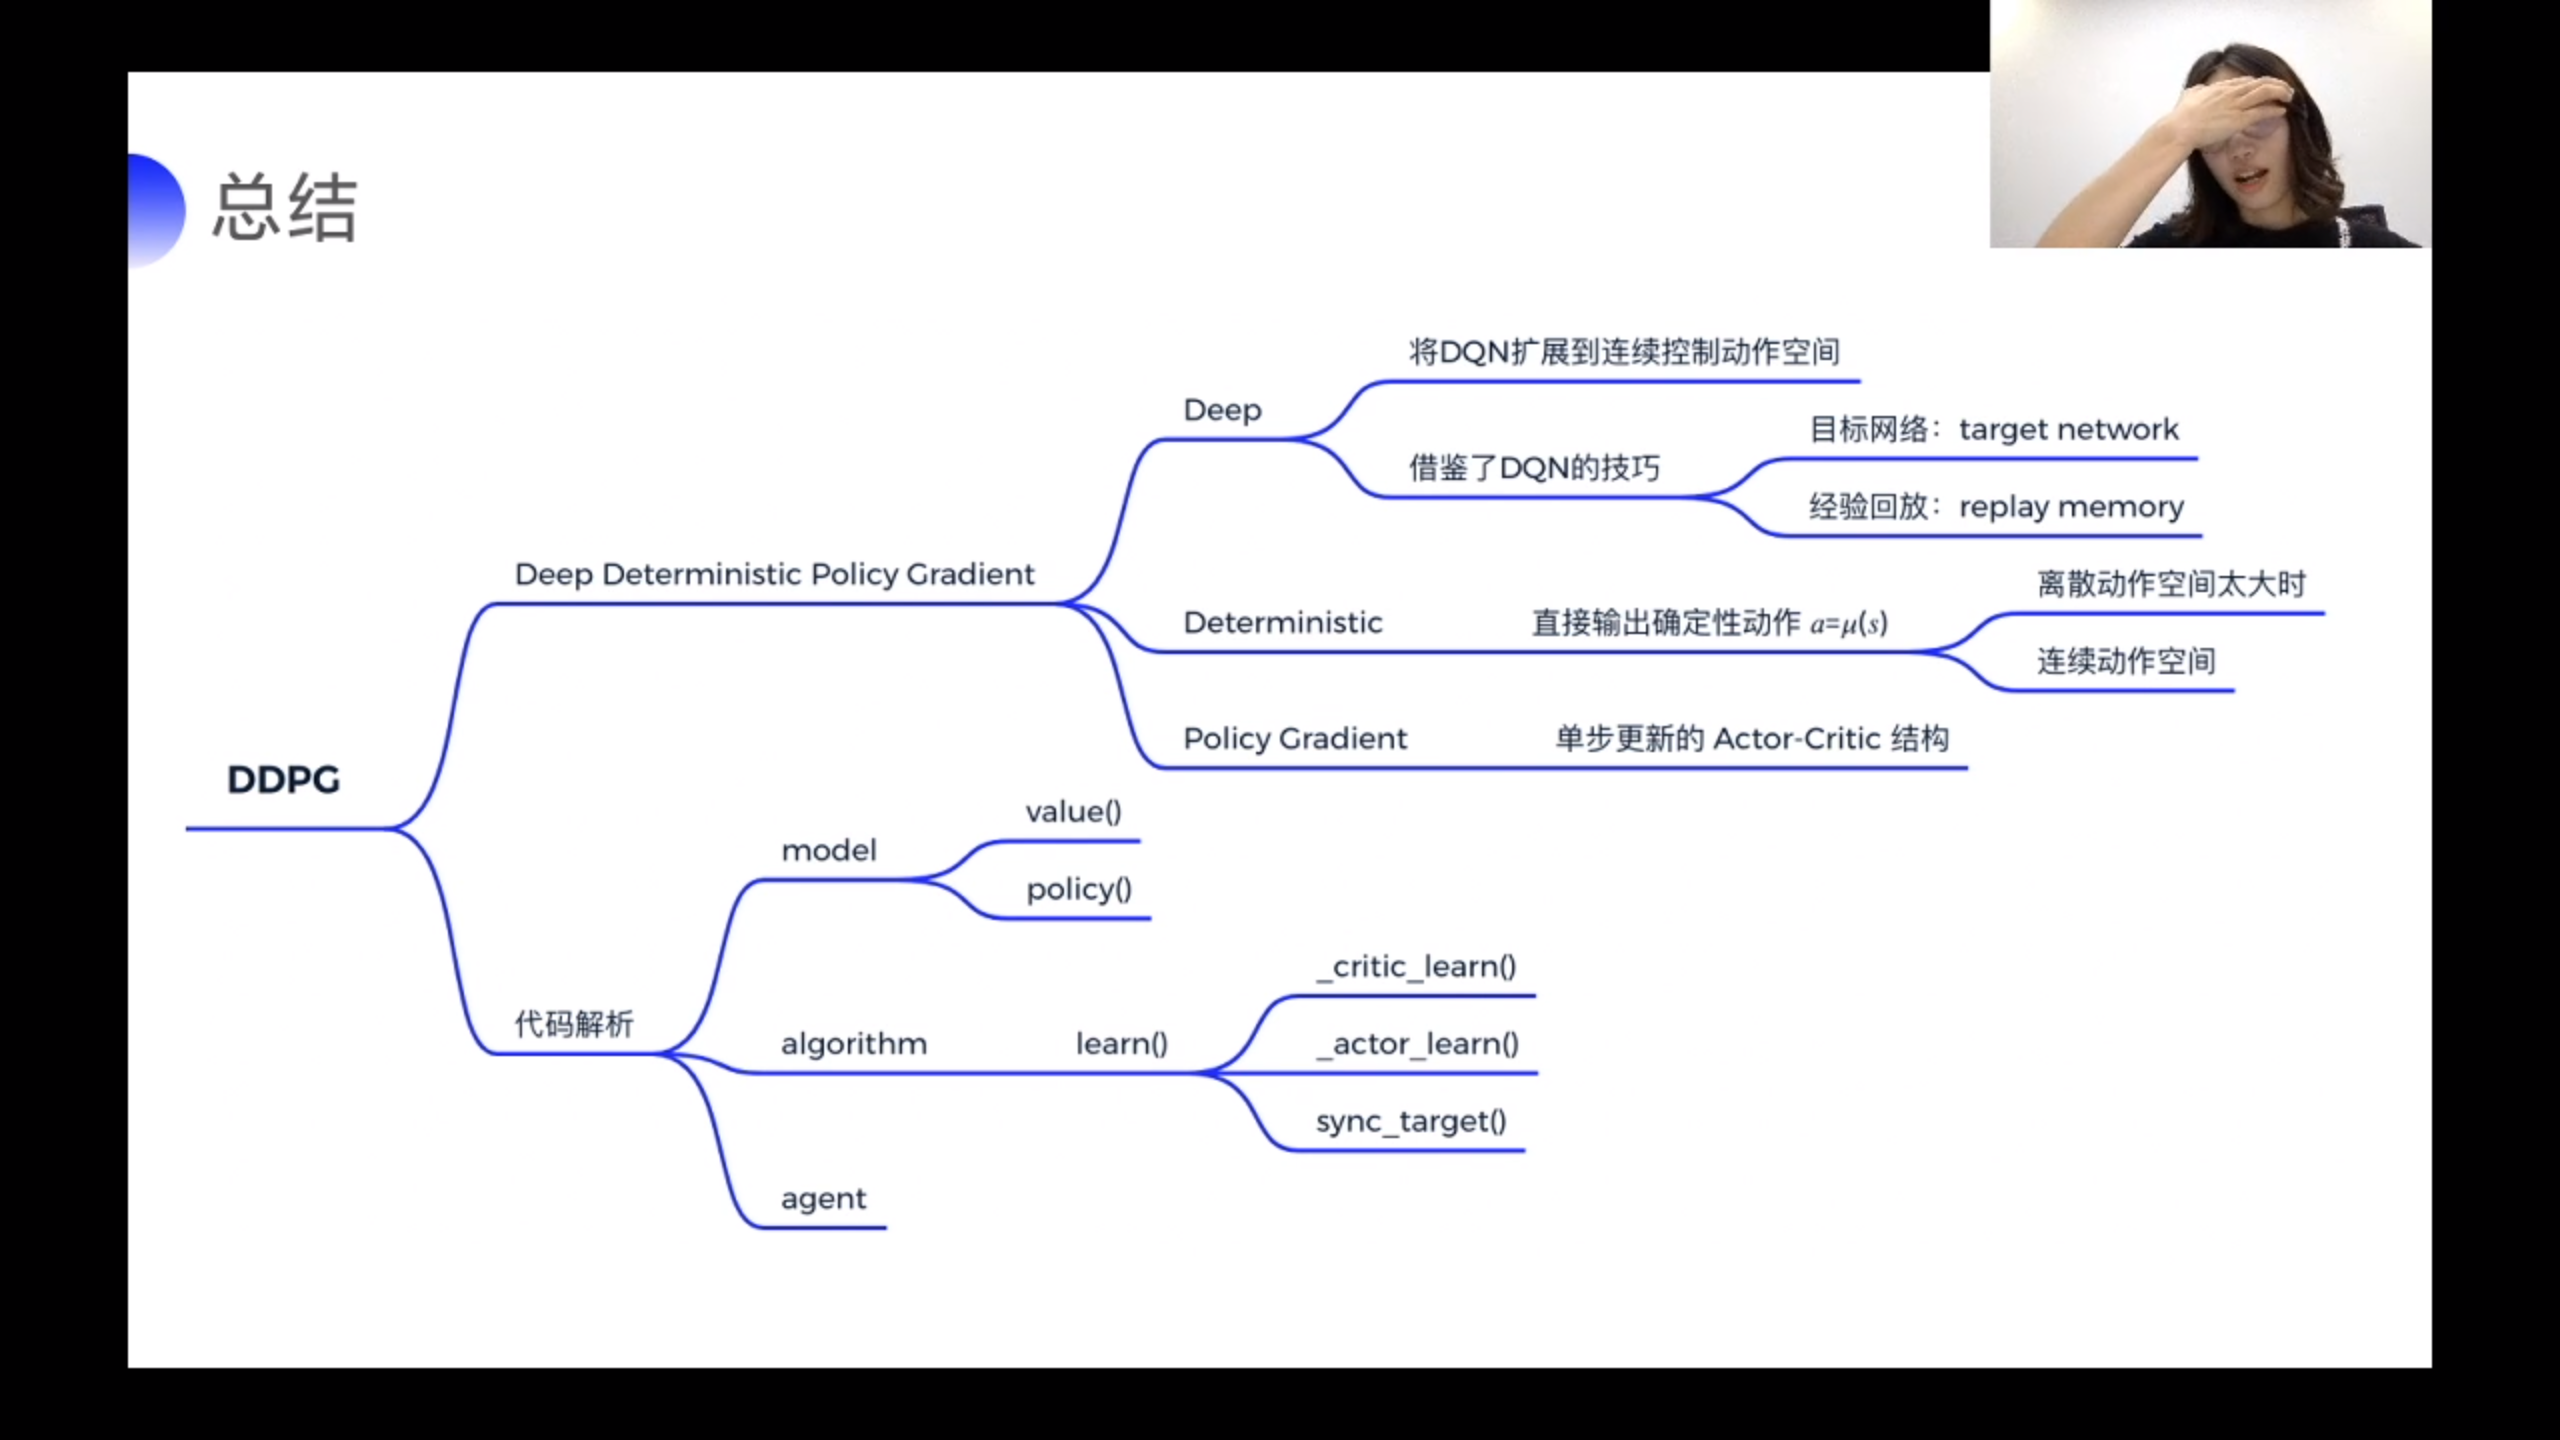 总结
将DQN扩展到连续控制动作空间
Deep
目标网络：target network
借鉴了DQN的技巧
经验回放：replay memory
Deep Deterministic Policy Gradient
离散动作空间太大时
Deterministic 直接输出确定性动作 a=μ(s)
连续动作空间
Policy Gradient 单步更新的 Actor-Critic 结构
DDPG
value()
model
policy()
_critic_learn()
代码解析
algorithm learn() _actor_learn()
sync_target()
agent